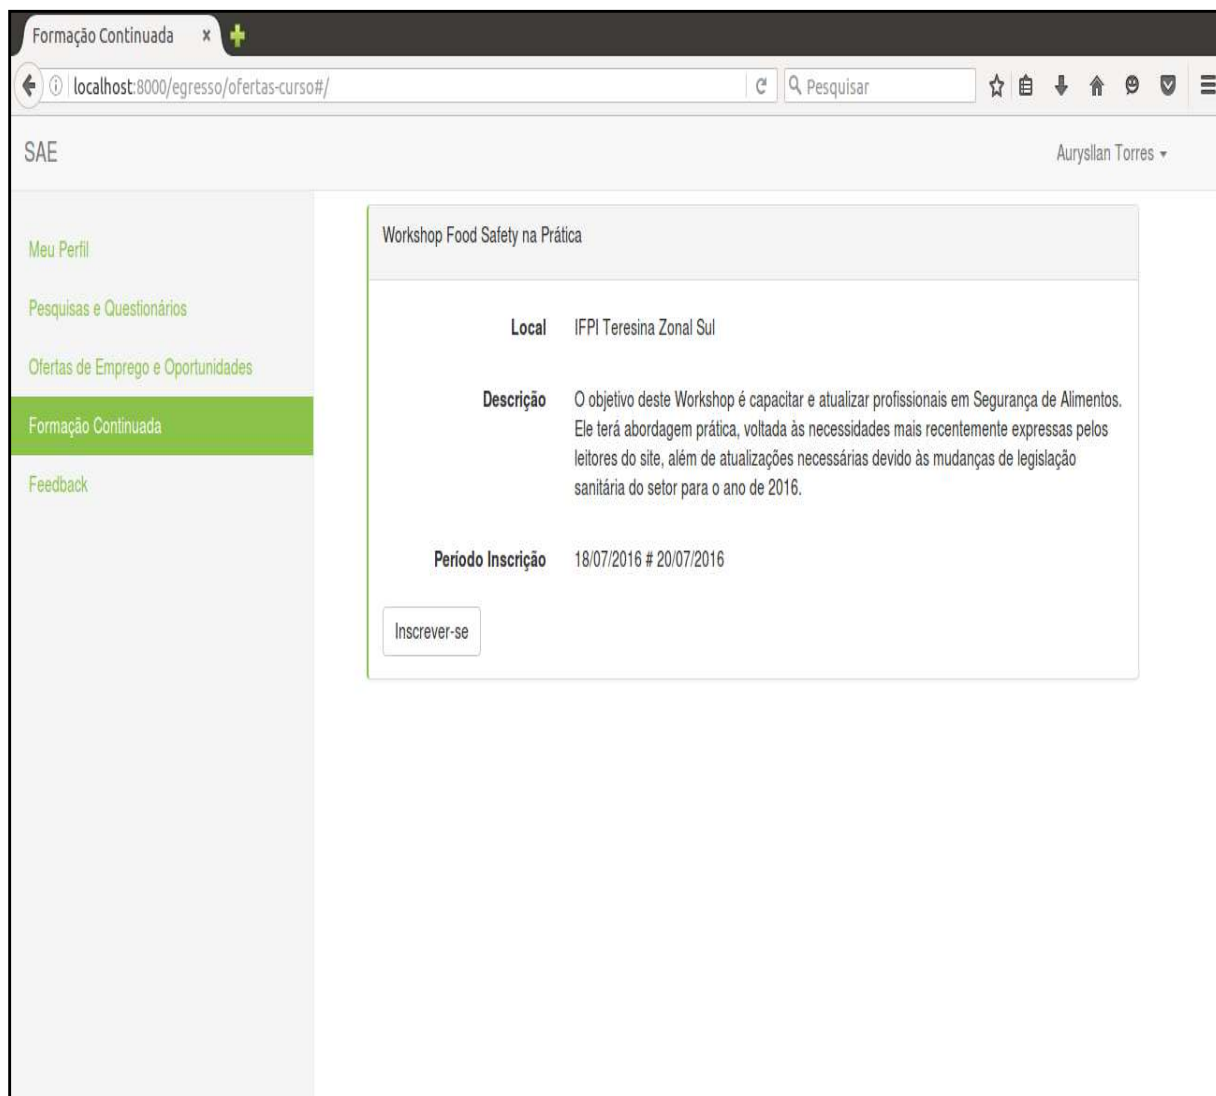 Formação Continuada
localhost:8000/egresso/ofertas-curso#/
Pesquisar
SAE
Aurysllan Torres
Meu Perfil
Pesquisas e Questionários
Ofertas de Emprego e Oportunidades
Formação Continuada
Feedback
Workshop Food Safety na Prática
Local IFPI Teresina Zonal Sul
Descrição O objetivo deste Workshop é capacitar e atualizar profissionais em Segurança de Alimentos.
Ele terá abordagem prática, voltada às necessidades mais recentemente expressas pelos
leitores do site, além de atualizações necessárias devido às mudanças de legislação
sanitária do setor para o ano de 2016.
Período Inscrição 18/07/2016 # 20/07/2016
Inscrever-se